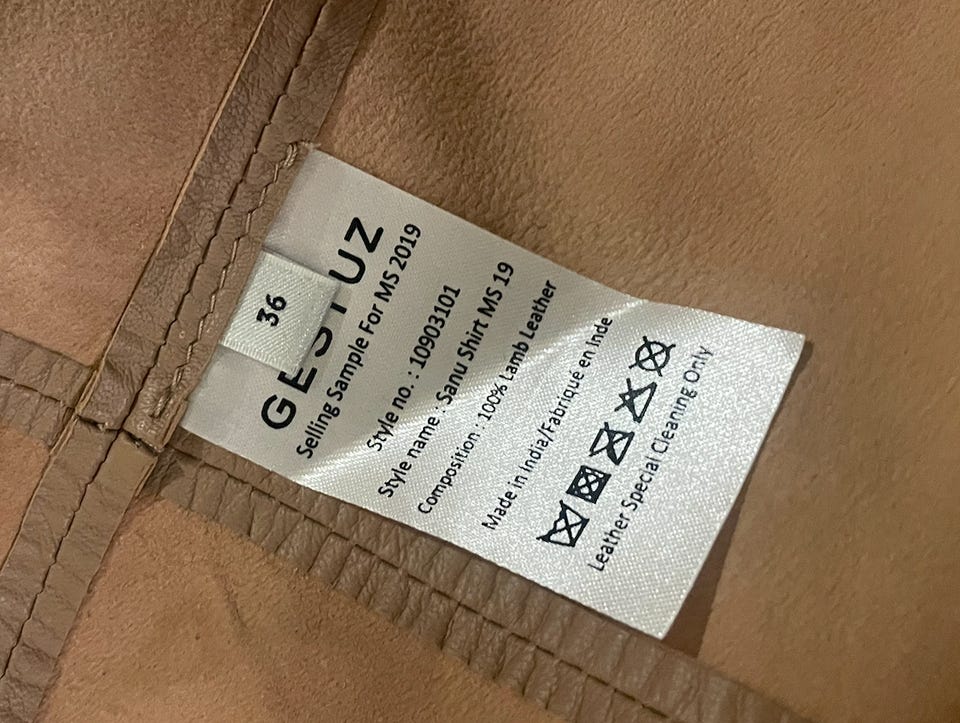 36
GESTUZ
Selling Sample For MS 2019
Style no. : 10903101
Style name : Sanu Shirt MS 19
Composition : 100% Lamb Leather
Made in India/Fabriqué en Inde
Leather Special Cleaning Only